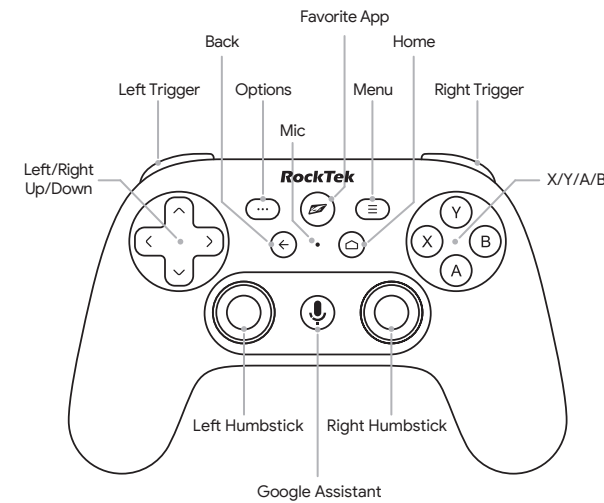 Favorite App
Back
Home
Left Trigger
Options
Menu
Right Trigger
Mic
Left/Right
Up/Down
RockTek
X/Y/A/B
Y
X
B
A
Left Humbstick
Right Humbstick
Google Assistant